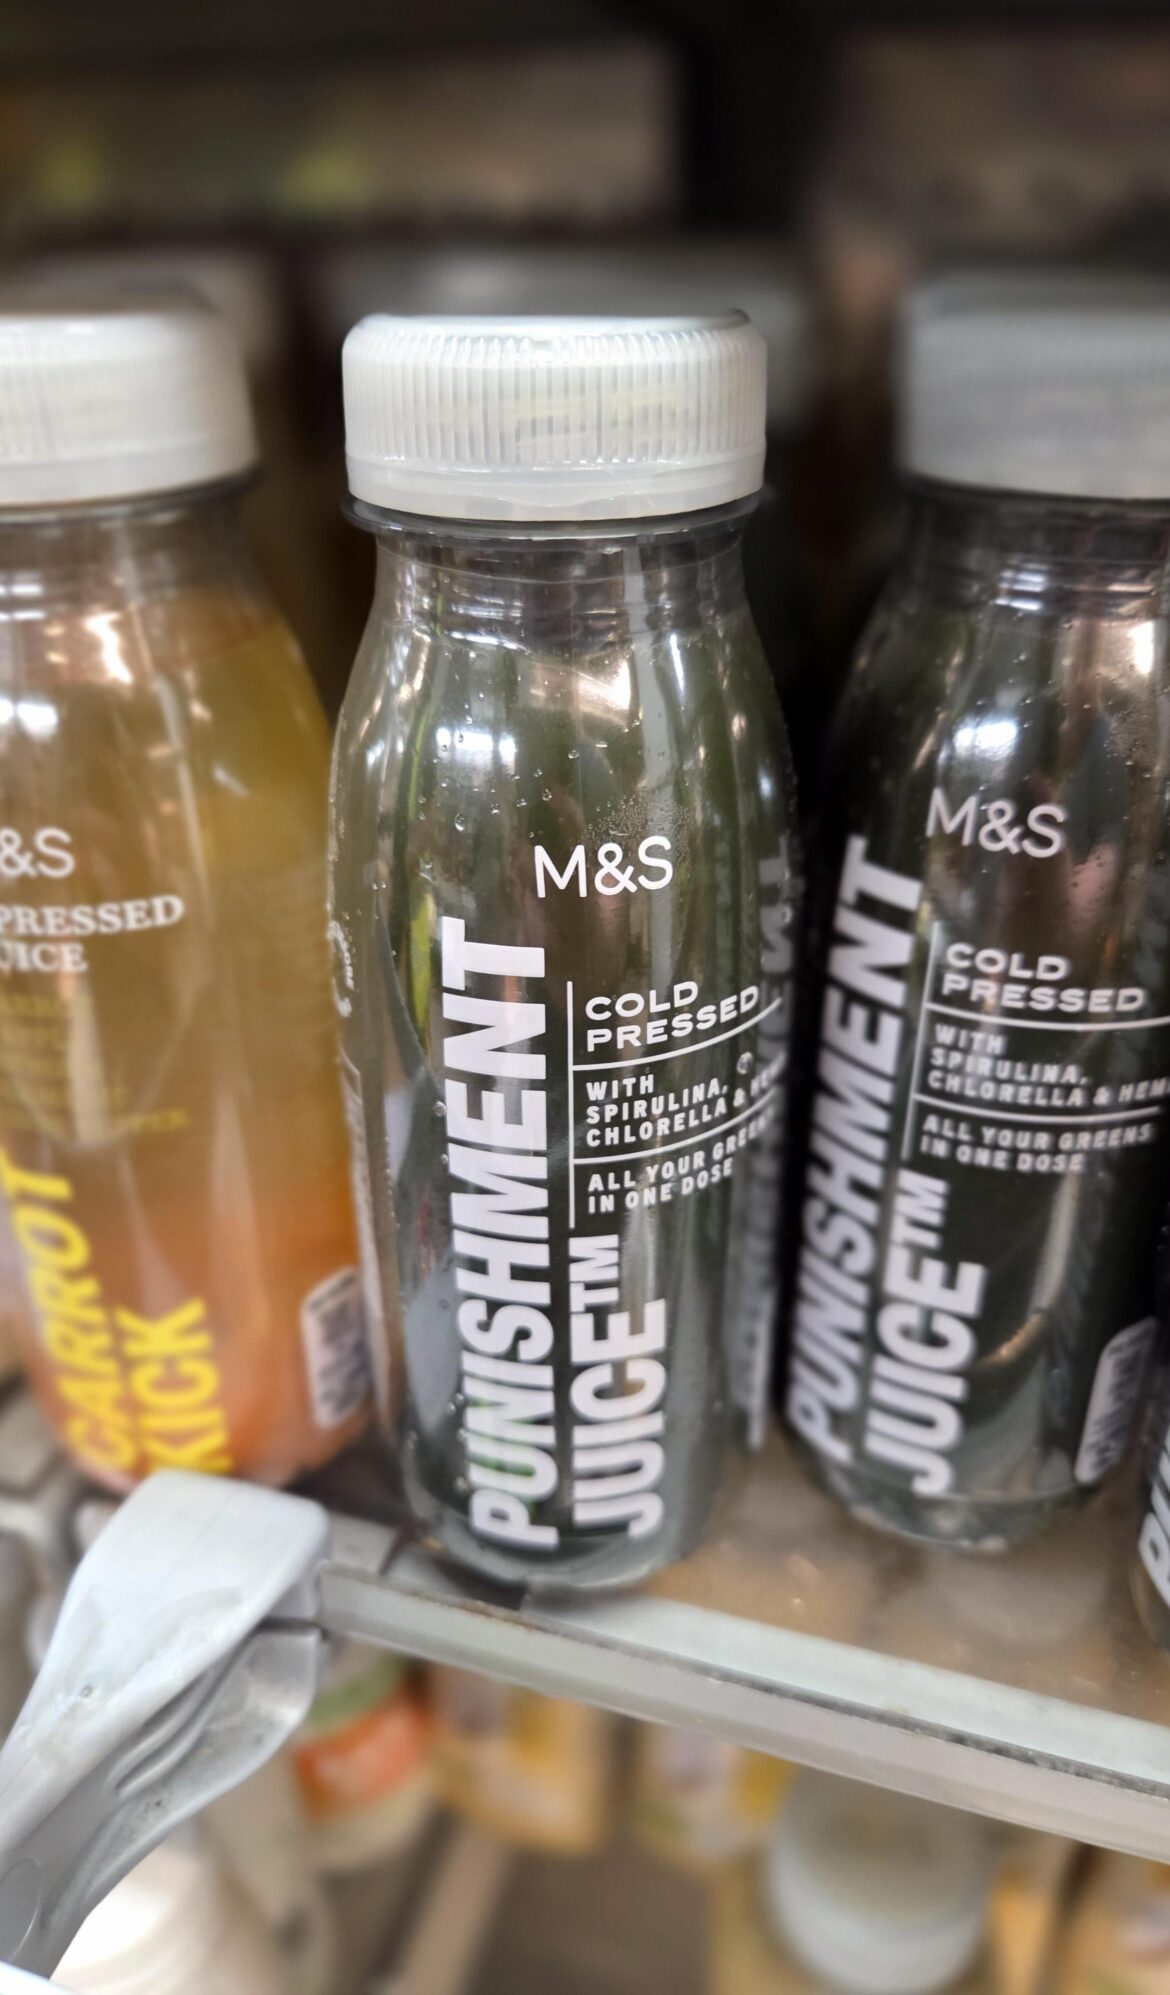 &S
PRESSED
CARROT
KICK
M&S
PUNISHMENT
JUICE™
COLD
PRESSED
WITH
SPIRULINA,
CHLORELLA &
ALL YOUR GREENS
IN ONE DOSE
M&S
PUNISHMENT
JUICE™
COLD
PRESSED
WITH
SPIRULINA,
CHLORELLA & HEM
ALL YOUR GREENS
IN ONE DOSE